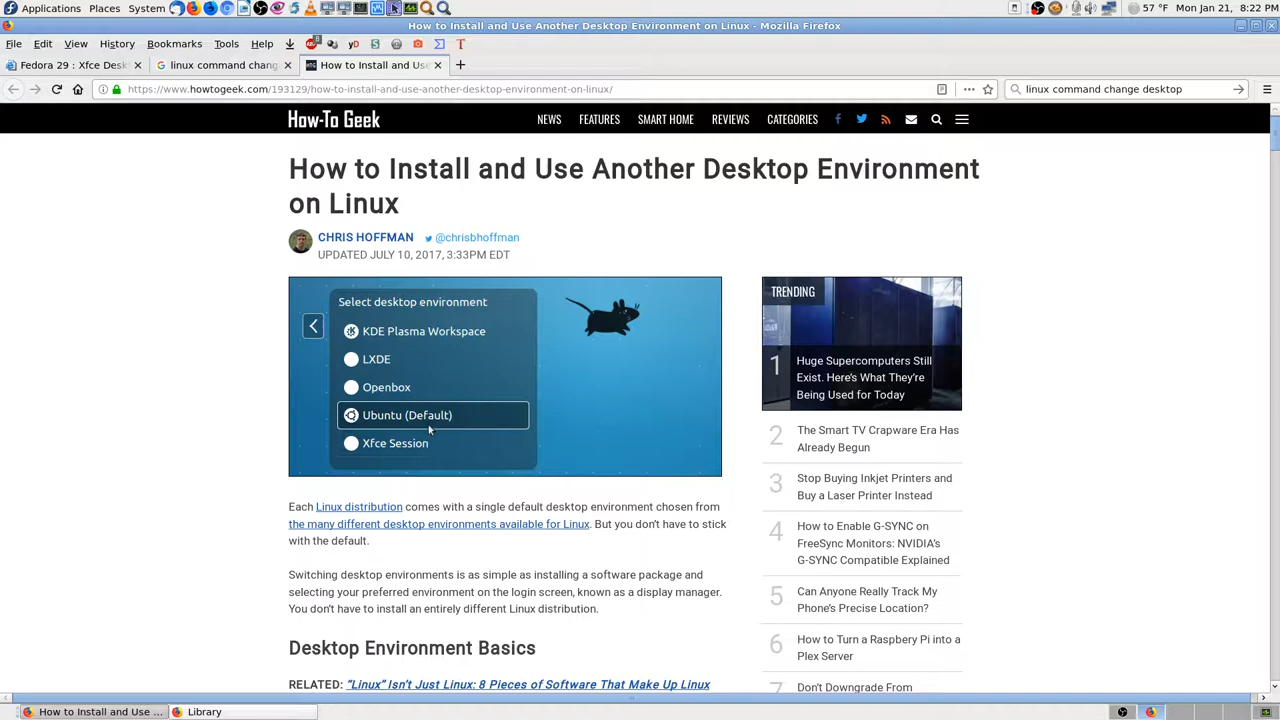 Applications Places System 57 °F Mon Jan 21, 8:22 PM
How to Install and Use Another Desktop Environment on Linux - Mozilla Firefox
File Edit View History Bookmarks Tools Help
Fedora 29 : Xfce Desk linux command chang How to Install and Use
https://www.howtogeek.com/193129/how-to-install-and-use-another-desktop-environment-on-linux/ linux command change desktop
How-To Geek NEWS FEATURES SMART HOME REVIEWS CATEGORIES
How to Install and Use Another Desktop Environment
on Linux
CHRIS HOFFMAN @chrisbhoffman
UPDATED JULY 10, 2017, 3:33PM EDT
Select desktop environment
KDE Plasma Workspace
LXDE
Openbox
Ubuntu (Default)
Xfce Session
Each Linux distribution comes with a single default desktop environment chosen from
the many different desktop environments available for Linux. But you don't have to stick
with the default.
Switching desktop environments is as simple as installing a software package and
selecting your preferred environment on the login screen, known as a display manager.
You don't have to install an entirely different Linux distribution.
Desktop Environment Basics
RELATED: "Linux" Isn't Just Linux: 8 Pieces of Software That Make Up Linux
TRENDING
1 Huge Supercomputers Still
Exist. Here's What They're
Being Used for Today
2 The Smart TV Crapware Era Has
Already Begun
3 Stop Buying Inkjet Printers and
Buy a Laser Printer Instead
4 How to Enable G-SYNC on
FreeSync Monitors: NVIDIA's
G-SYNC Compatible Explained
5 Can Anyone Really Track My
Phone's Precise Location?
6 How to Turn a Raspberry Pi into a
Plex Server
7 Don't Downgrade From
How to Install and Use ... Library